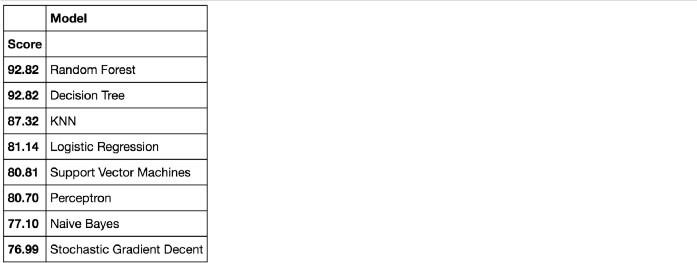 Model
Score
92.82 Random Forest
92.82 Decision Tree
87.32 KNN
81.14 Logistic Regression
80.81 Support Vector Machines
80.70 Perceptron
77.10 Naive Bayes
76.99 Stochastic Gradient Decent